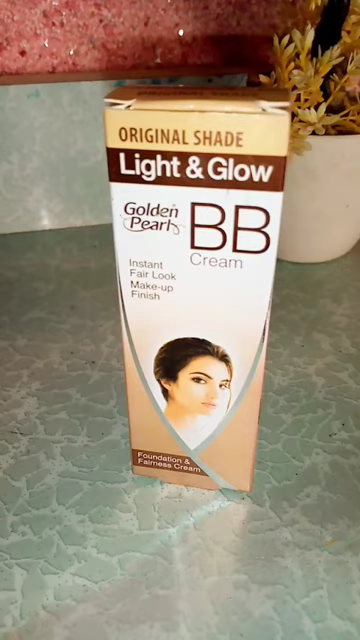 ORIGINAL SHADE
Light & Glow
Golden
Pearl
BB
Cream
Instant
Fair Look
Make-up
Finish
Foundation &
Fairness Cream